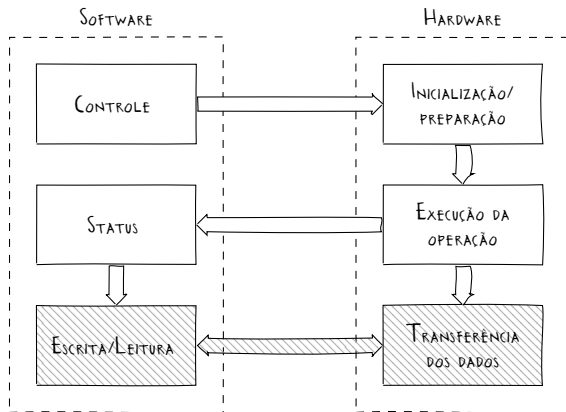 Software
Hardware
Controle
Inicialização/
preparação
Status
Execução da
operação
Escrita/Leitura
Transferência
dos dados